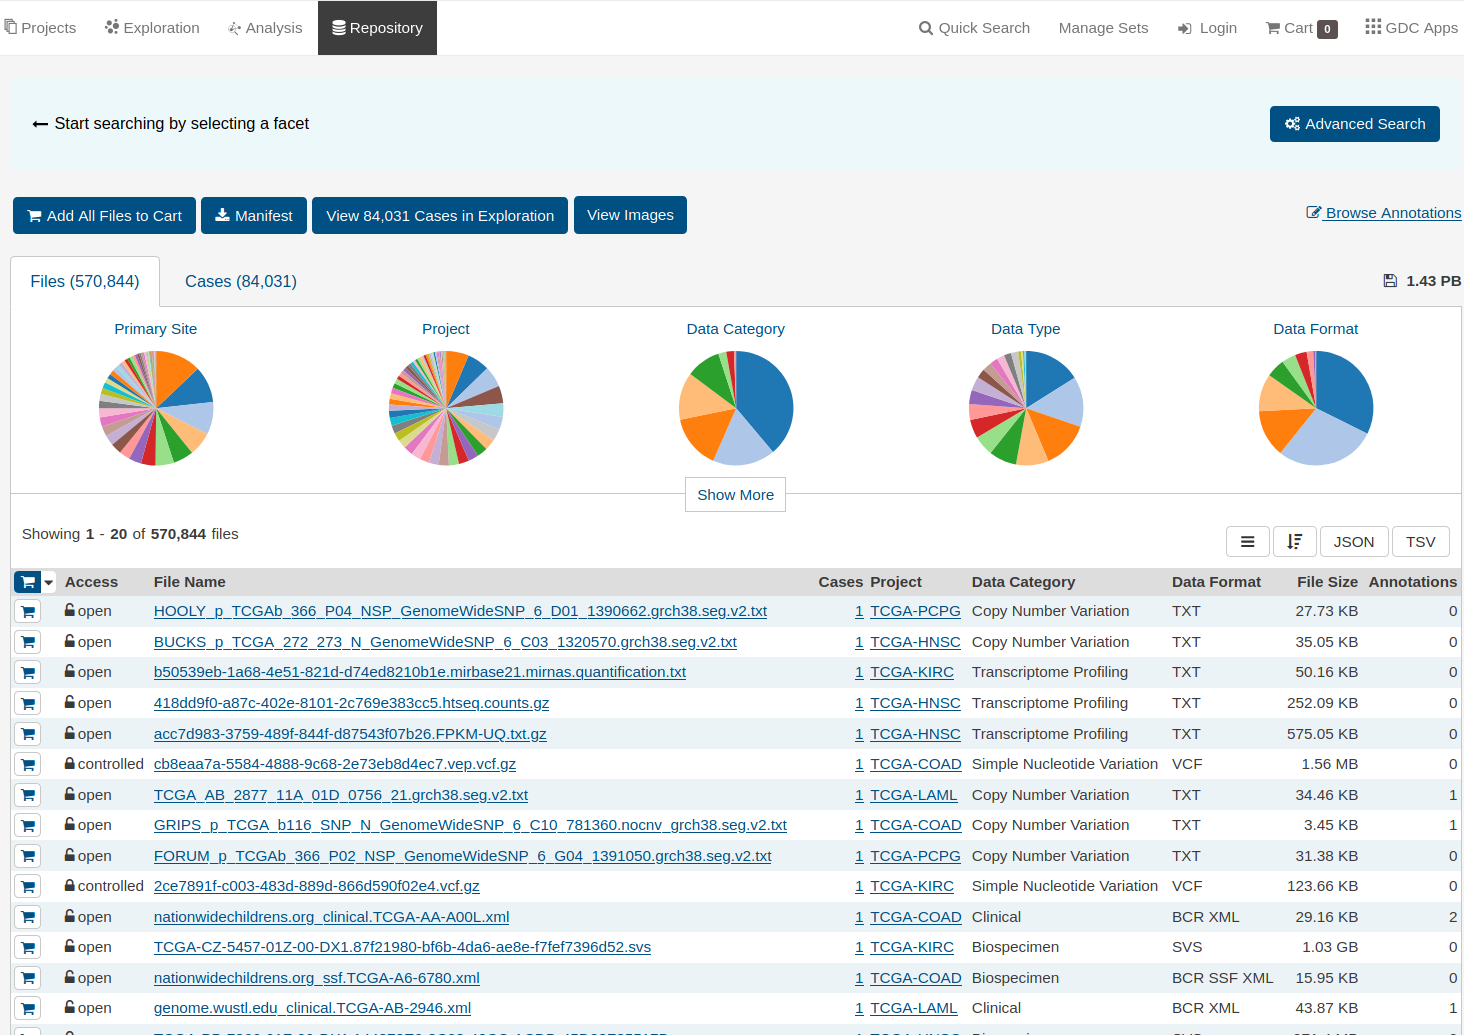 Projects Exploration Analysis Repository Quick Search Manage Sets Login Cart 0 GDC Apps
Start searching by selecting a facet Advanced Search
Add All Files to Cart Manifest View 84,031 Cases in Exploration View Images Browse Annotations
Files (570,844) Cases (84,031) 1.43 PB
Primary Site Project Data Category Data Type Data Format
Show More
Showing 1 - 20 of 570,844 files
JSON TSV
Access File Name Cases Project Data Category Data Format File Size Annotations
open HOOLY_p_TCGAb_366_P04_NSP_GenomeWideSNP_6_D01_1390662.grch38.seg.v2.txt 1 TCGA-PCPG Copy Number Variation TXT 27.73 KB 0
open BUCKS_p_TCGA_272_273_N_GenomeWideSNP_6_C03_1320570.grch38.seg.v2.txt 1 TCGA-HNSC Copy Number Variation TXT 35.05 KB 0
open b50539eb-1a68-4e51-821d-d74ed8210b1e.mirbase21.mirnas.quantification.txt 1 TCGA-KIRC Transcriptome Profiling TXT 50.16 KB 0
open 418dd9f0-a87c-402e-8101-2c769e383cc5.htseq.counts.gz 1 TCGA-HNSC Transcriptome Profiling TXT 252.09 KB 0
open acc7d983-3759-489f-844f-d87543f07b26.FPKM-UQ.txt.gz 1 TCGA-HNSC Transcriptome Profiling TXT 575.05 KB 0
controlled cb8eaa7a-5584-4888-9c68-2e73eb8d4ec7.vep.vcf.gz 1 TCGA-COAD Simple Nucleotide Variation VCF 1.56 MB 0
open TCGA_AB_2877_11A_01D_0756_21.grch38.seg.v2.txt 1 TCGA-LAML Copy Number Variation TXT 34.46 KB 1
open GRIPS_p_TCGA_b116_SNP_N_GenomeWideSNP_6_C10_781360.nocnv_grch38.seg.v2.txt 1 TCGA-COAD Copy Number Variation TXT 3.45 KB 1
open FORUM_p_TCGAb_366_P02_NSP_GenomeWideSNP_6_G04_1391050.grch38.seg.v2.txt 1 TCGA-PCPG Copy Number Variation TXT 31.38 KB 0
controlled 2ce7891f-c003-483d-889d-866d590f02e4.vcf.gz 1 TCGA-KIRC Simple Nucleotide Variation VCF 123.66 KB 0
open nationwidechildrens.org_clinical.TCGA-AA-A00L.xml 1 TCGA-COAD Clinical BCR XML 29.16 KB 2
open TCGA-CZ-5457-01Z-00-DX1.87f21980-bf6b-4da6-ae8e-f7fef7396d52.svs 1 TCGA-KIRC Biospecimen SVS 1.03 GB 0
open nationwidechildrens.org_ssf.TCGA-A6-6780.xml 1 TCGA-COAD Biospecimen BCR SSF XML 15.95 KB 0
open genome.wustl.edu_clinical.TCGA-AB-2946.xml 1 TCGA-LAML Clinical BCR XML 43.87 KB 1